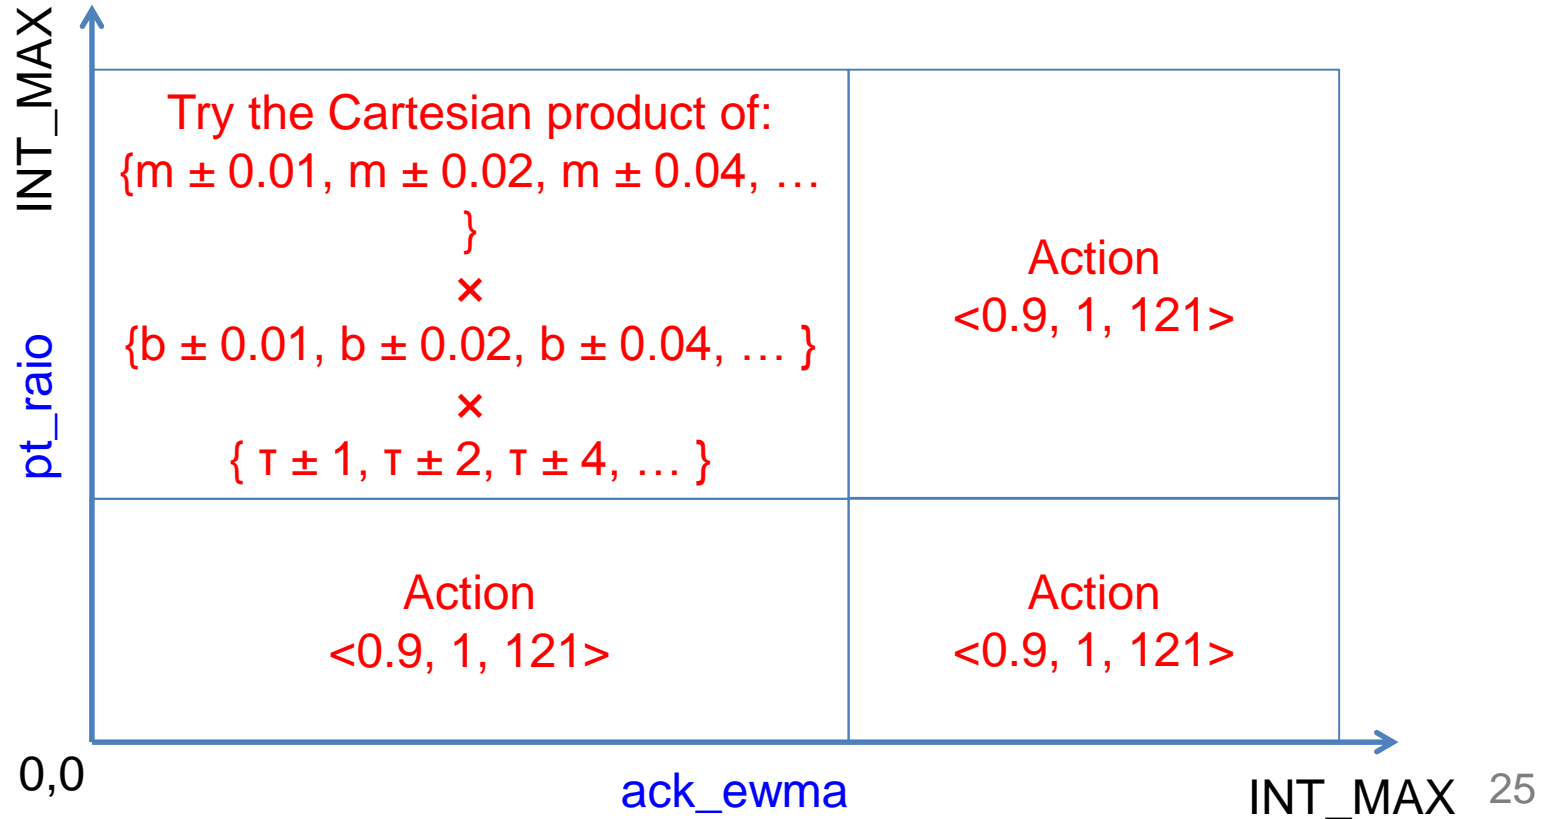 INT_MAX
Try the Cartesian product of:
{m ± 0.01, m ± 0.02, m ± 0.04, …
}
×
{b ± 0.01, b ± 0.02, b ± 0.04, … }
×
{ τ ± 1, τ ± 2, τ ± 4, … }
Action
<0.9, 1, 121>
pt_raio
Action
<0.9, 1, 121>
Action
<0.9, 1, 121>
0,0
ack_ewma
INT_MAX
25